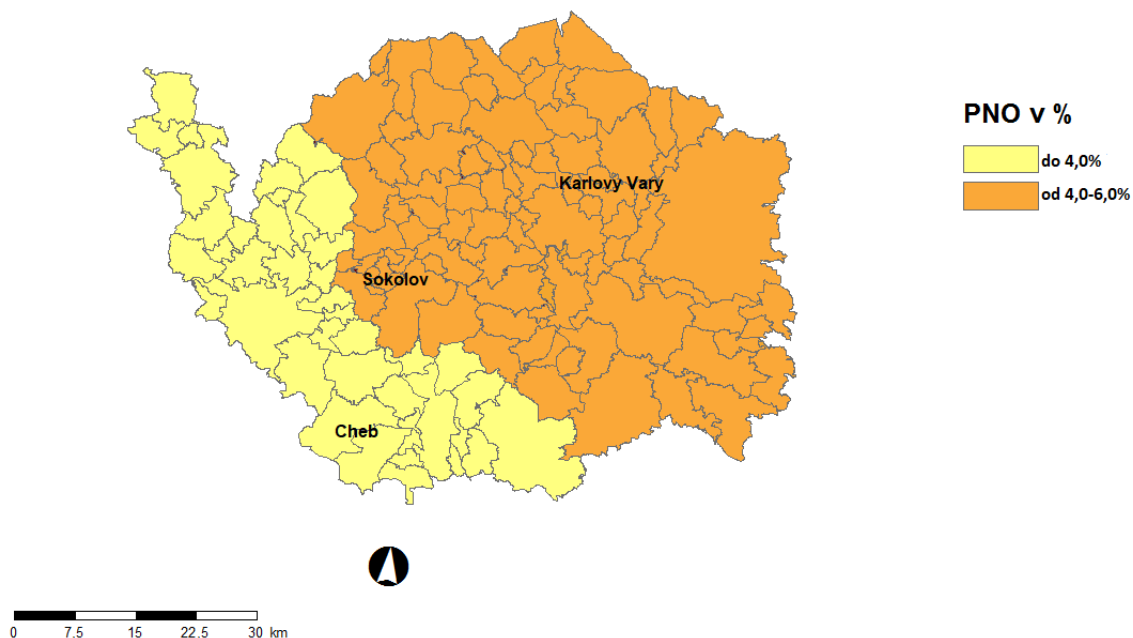 PNO v %
do 4,0%
od 4,0-6,0%
Karlovy Vary
Sokolov
Cheb
0 7.5 15 22.5 30 km